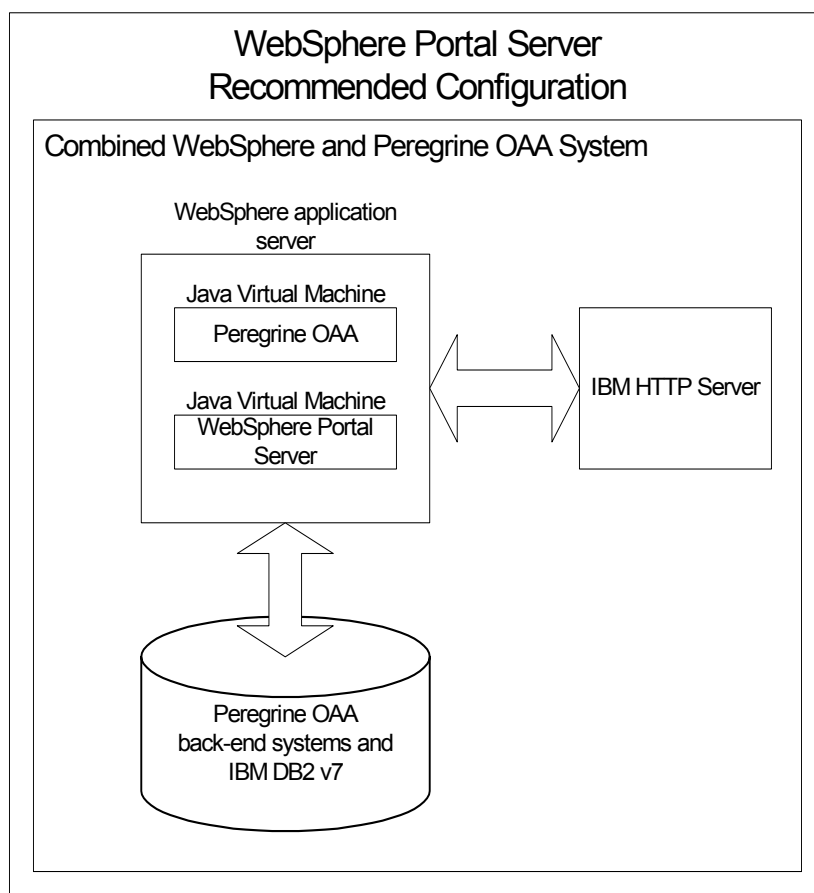 WebSphere Portal Server
Recommended Configuration
Combined WebSphere and Peregrine OAA System
WebSphere application
server
Java Virtual Machine
Peregrine OAA
Java Virtual Machine
WebSphere Portal
Server
IBM HTTP Server
Peregrine OAA
back-end systems and
IBM DB2 v7